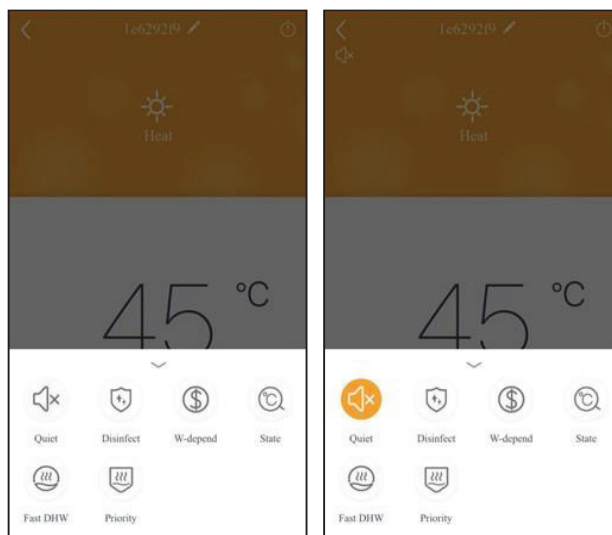 1e6292f9
Heat
45 °C
Quiet Disinfect W-depend State
Fast DHW Priority
1e6292f9
Heat
45 °C
Quiet Disinfect W-depend State
Fast DHW Priority